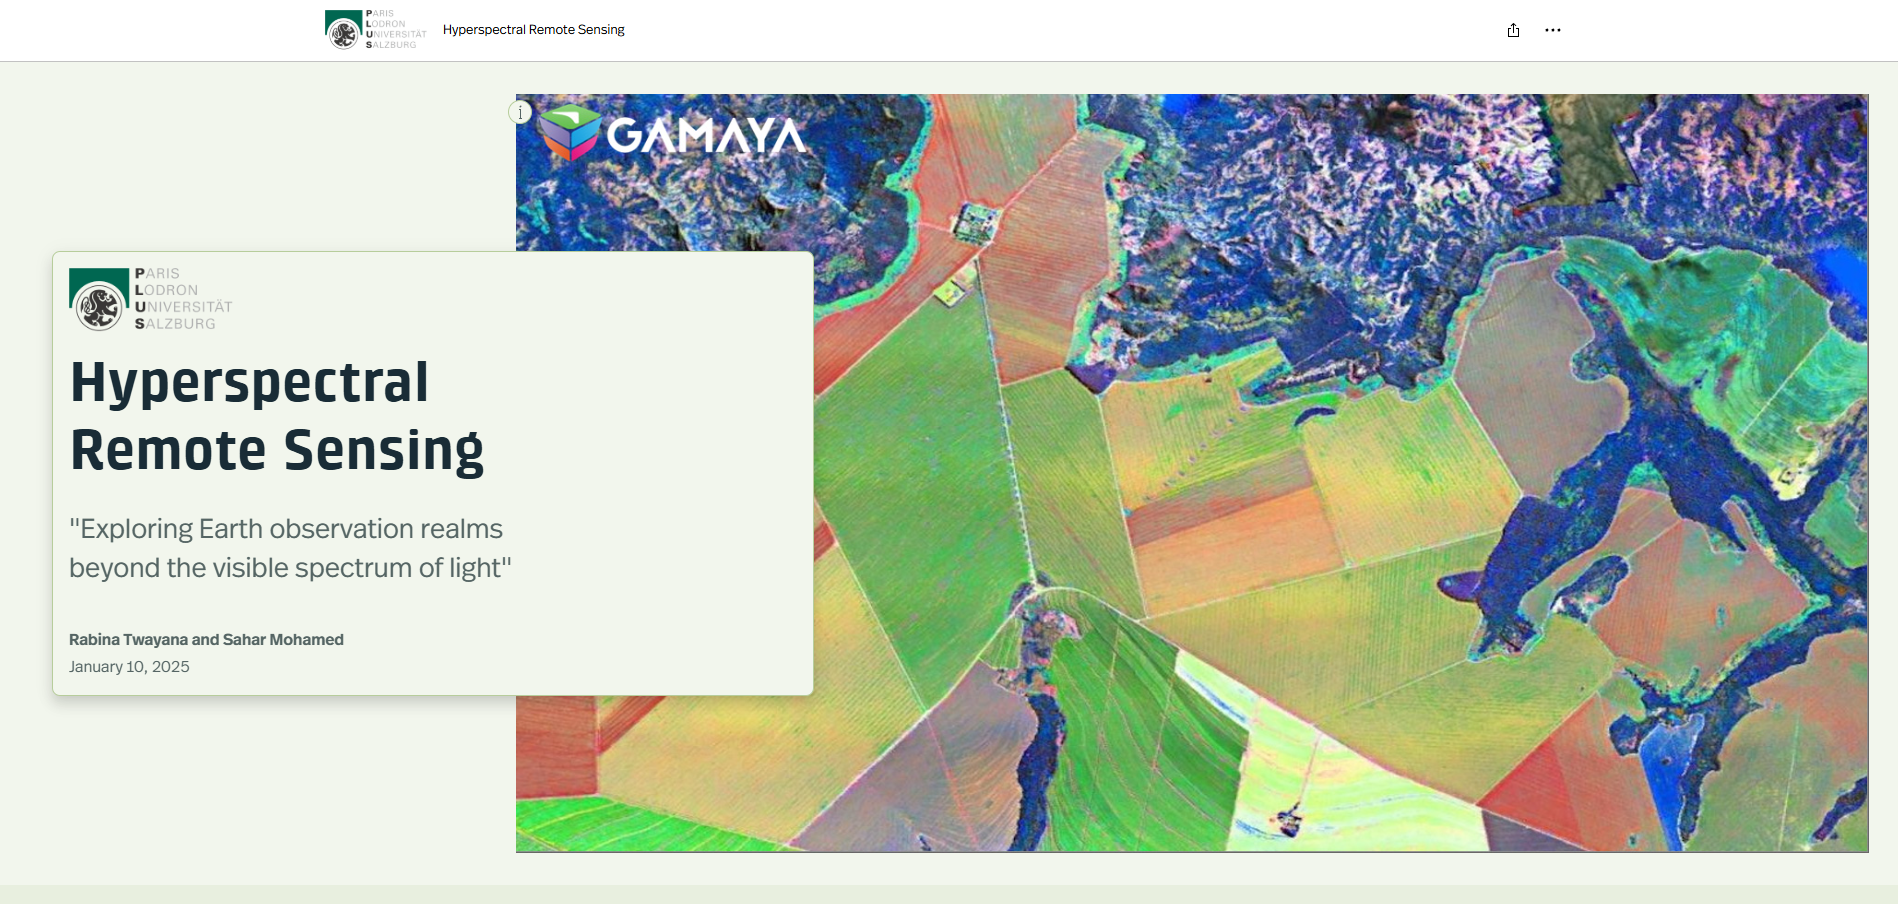 PARIS
LODRON
UNIVERSITÄT
SALZBURG
Hyperspectral Remote Sensing
i
GAMAYA
PARIS
LODRON
UNIVERSITÄT
SALZBURG
Hyperspectral
Remote Sensing
"Exploring Earth observation realms
beyond the visible spectrum of light"
Rabina Twayana and Sahar Mohamed
January 10, 2025